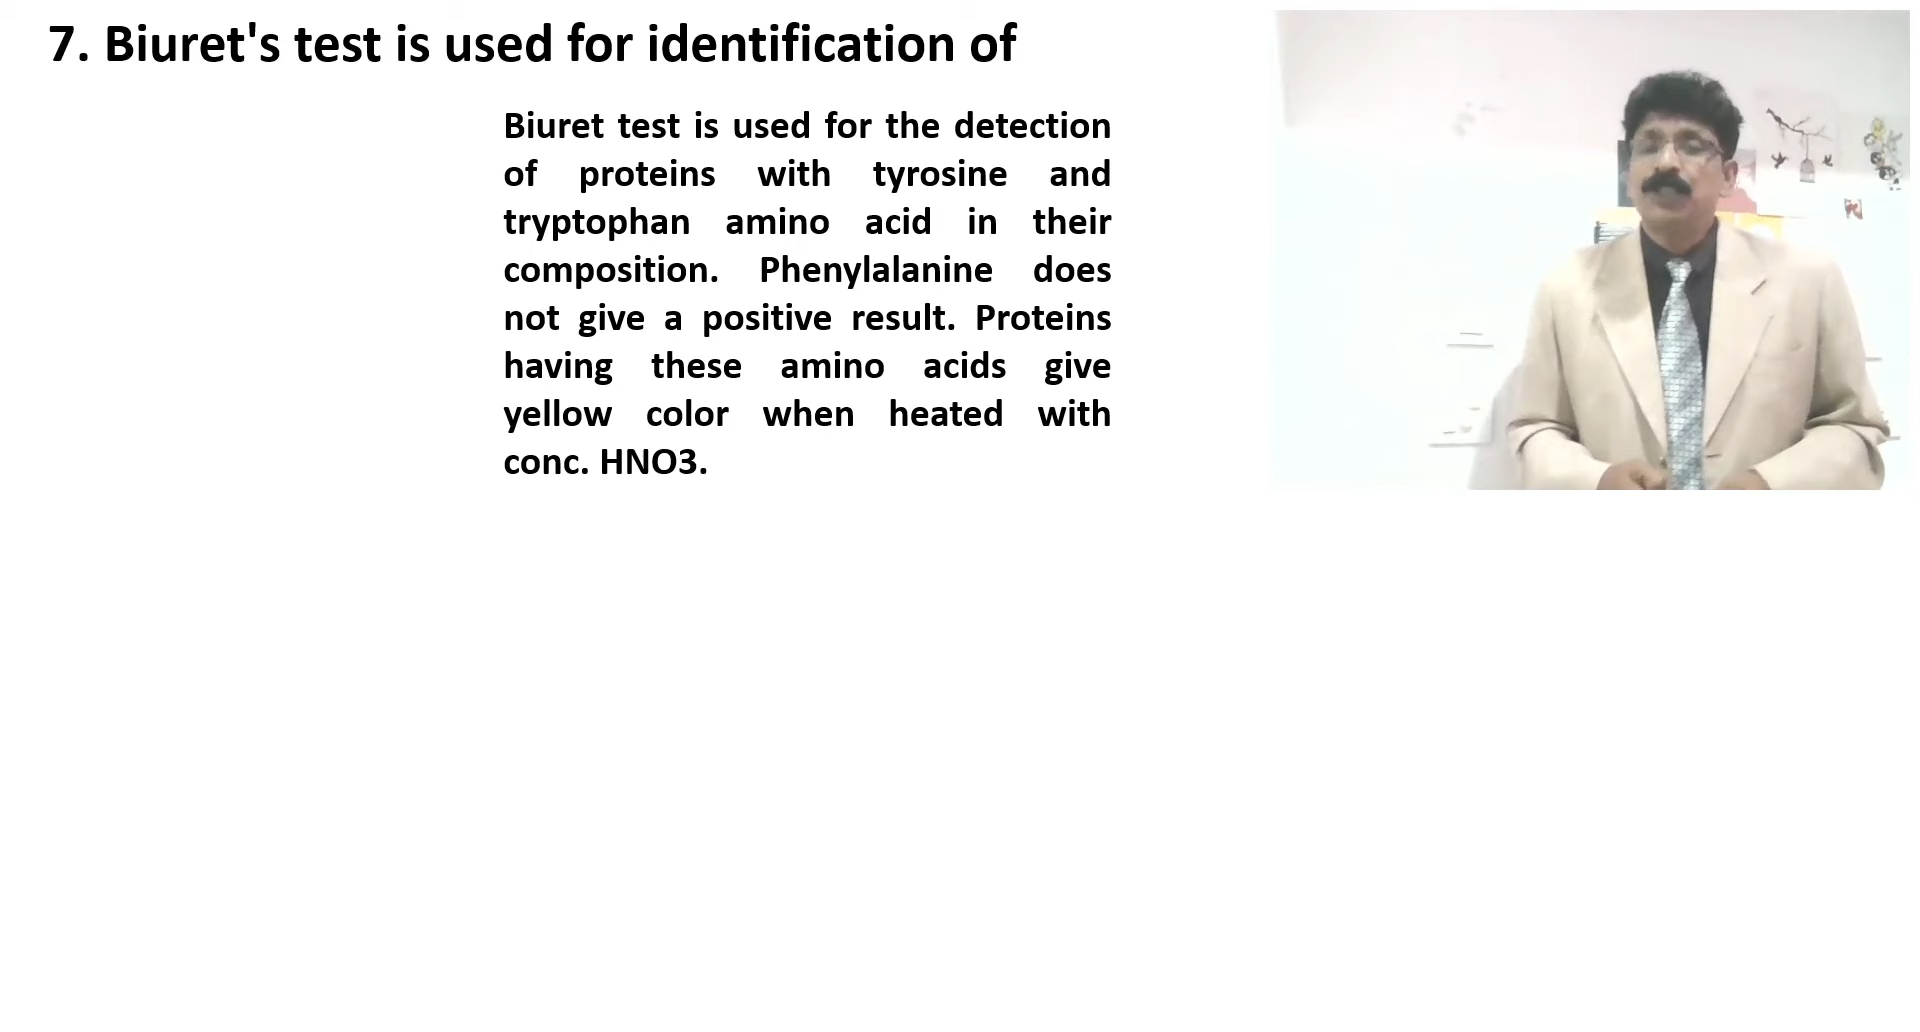 7. Biuret's test is used for identification of
Biuret test is used for the detection
of proteins with tyrosine and
tryptophan amino acid in their
composition. Phenylalanine does
not give a positive result. Proteins
having these amino acids give
yellow color when heated with
conc. HNO3.